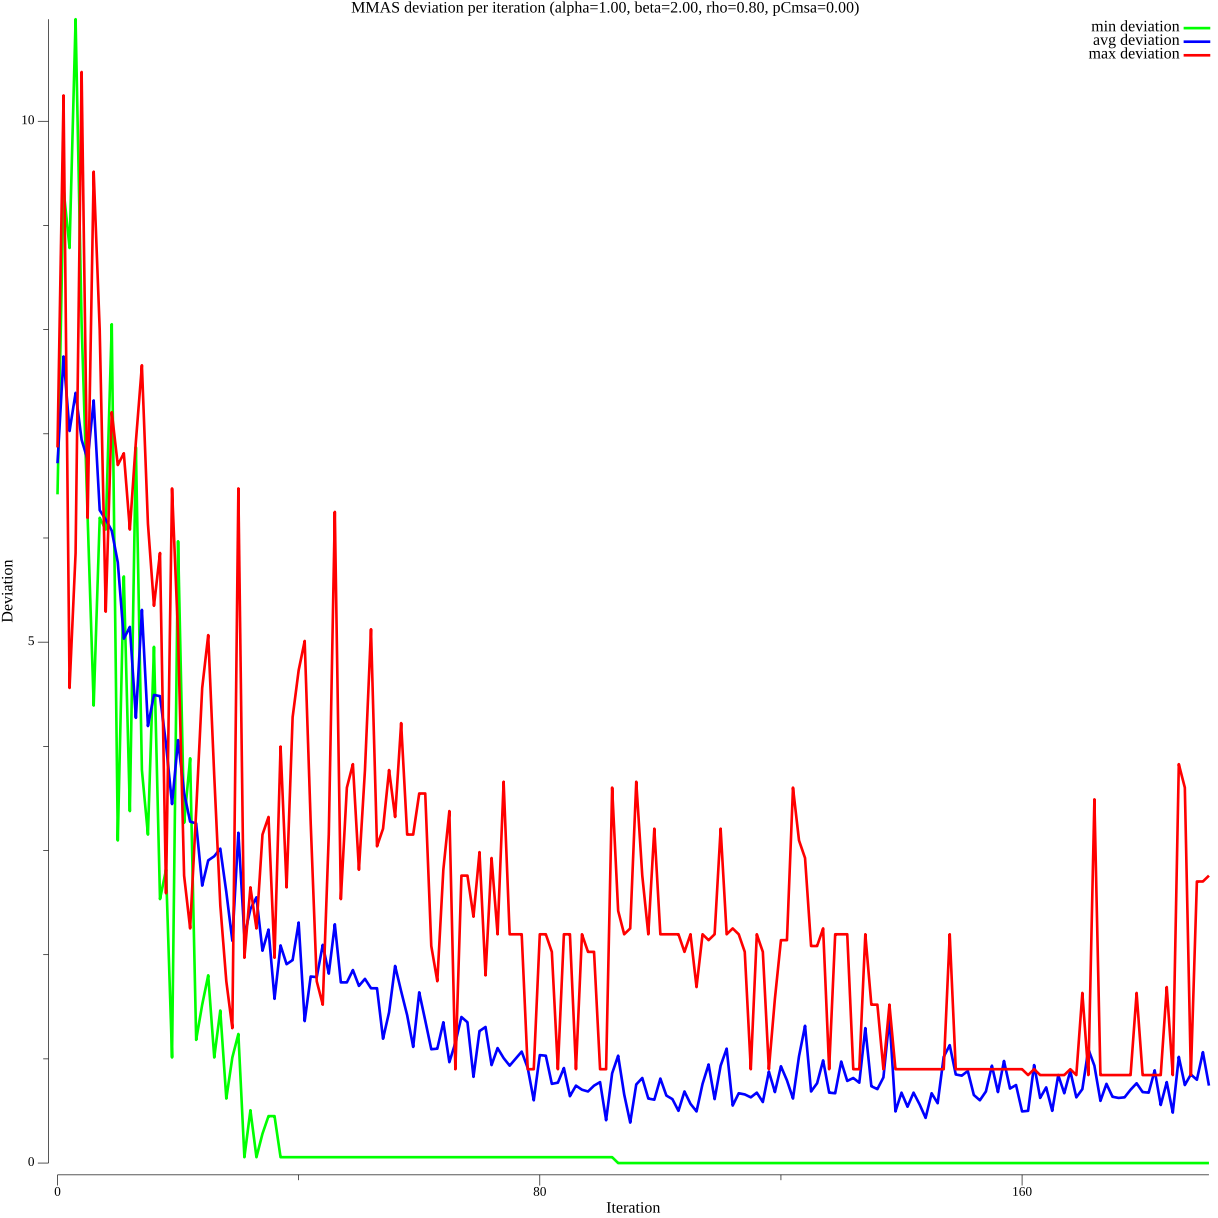 MMAS deviation per iteration (alpha=1.00, beta=2.00, rho=0.80, pCmsa=0.00)
min deviation
avg deviation
max deviation
10
5
0
Deviation
0
80
160
Iteration